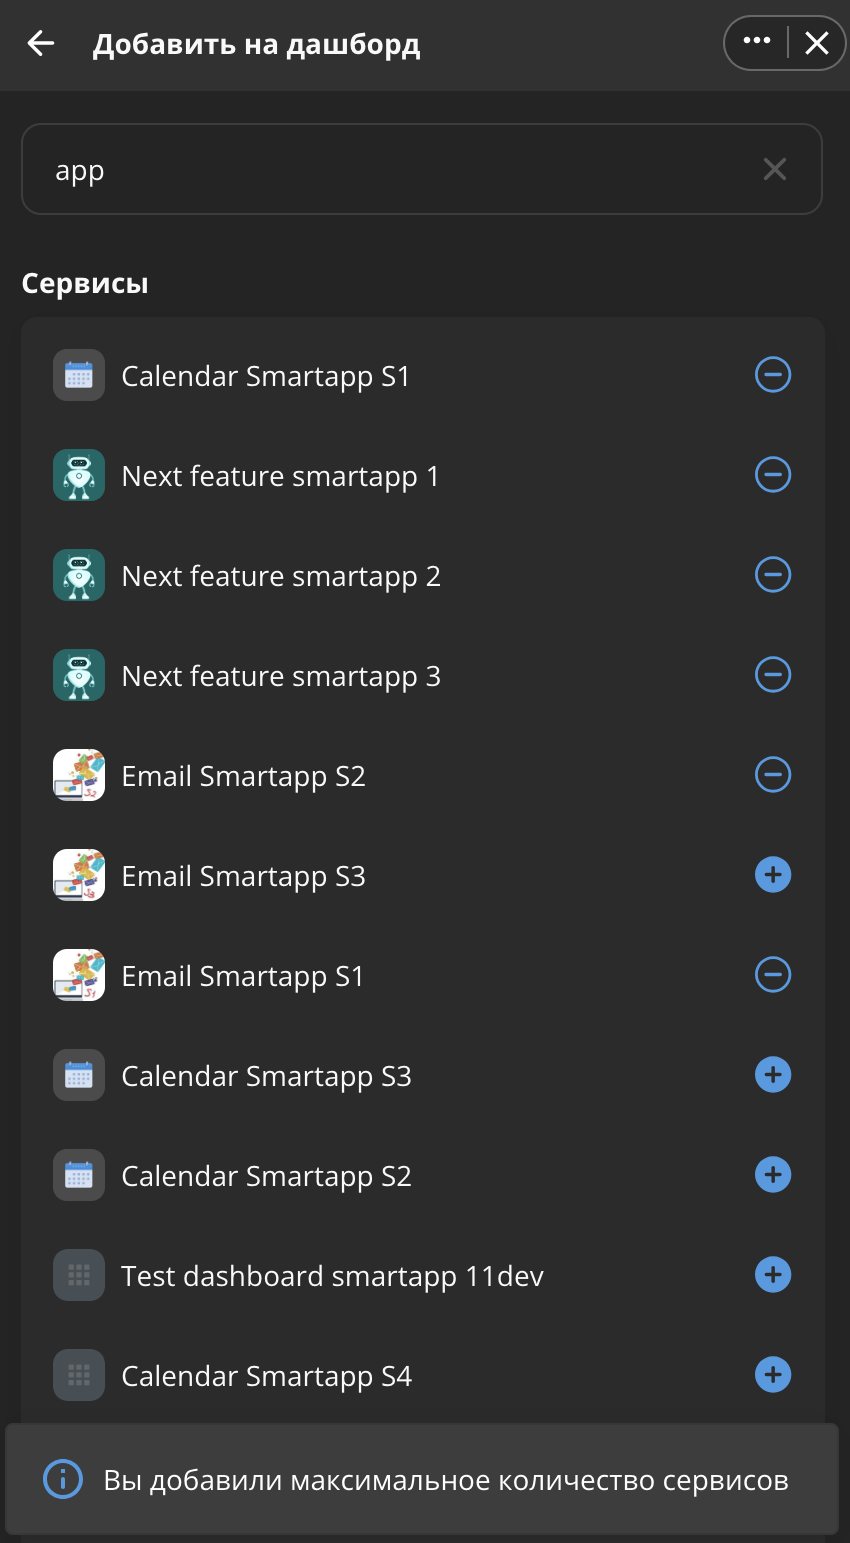 Добавить на дашборд
app
Сервисы
Calendar Smartapp S1
Next feature smartapp 1
Next feature smartapp 2
Next feature smartapp 3
Email Smartapp S2
Email Smartapp S3
Email Smartapp S1
Calendar Smartapp S3
Calendar Smartapp S2
Test dashboard smartapp 11dev
Calendar Smartapp S4
Вы добавили максимальное количество сервисов